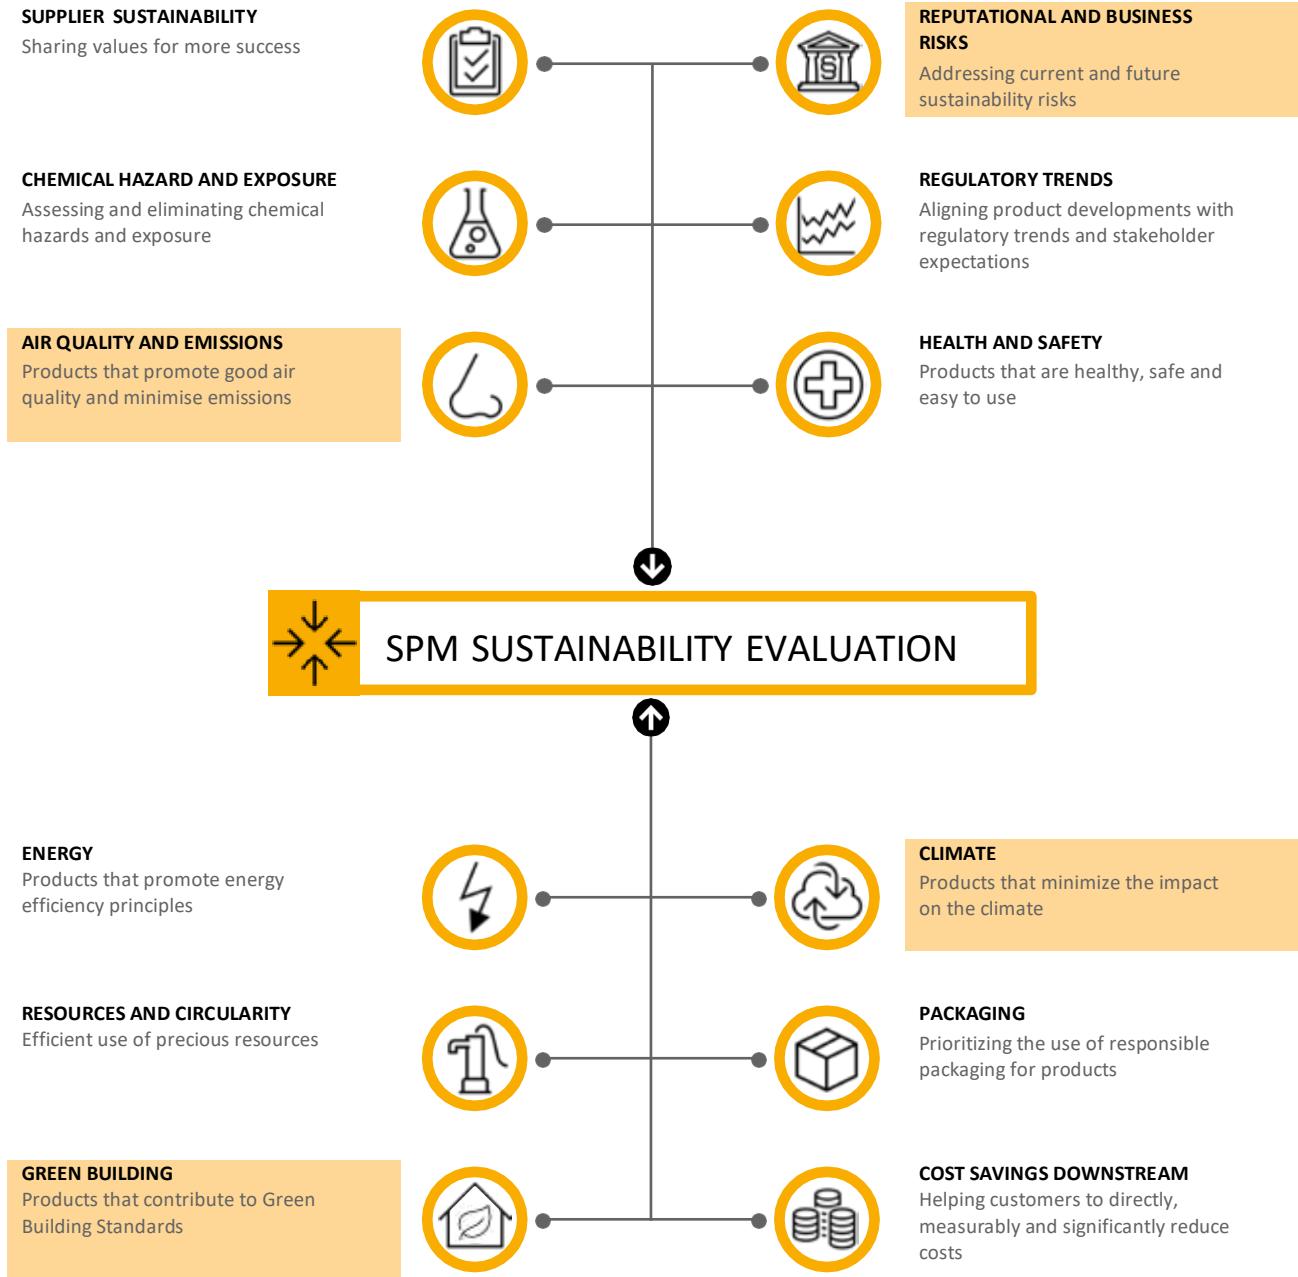 SUPPLIER SUSTAINABILITY
Sharing values for more success
REPUTATIONAL AND BUSINESS
RISKS
Addressing current and future
sustainability risks
CHEMICAL HAZARD AND EXPOSURE
Assessing and eliminating chemical
hazards and exposure
REGULATORY TRENDS
Aligning product developments with
regulatory trends and stakeholder
expectations
AIR QUALITY AND EMISSIONS
Products that promote good air
quality and minimise emissions
HEALTH AND SAFETY
Products that are healthy, safe and
easy to use
SPM SUSTAINABILITY EVALUATION
ENERGY
Products that promote energy
efficiency principles
CLIMATE
Products that minimize the impact
on the climate
RESOURCES AND CIRCULARITY
Efficient use of precious resources
PACKAGING
Prioritizing the use of responsible
packaging for products
GREEN BUILDING
Products that contribute to Green
Building Standards
COST SAVINGS DOWNSTREAM
Helping customers to directly,
measurably and significantly reduce
costs